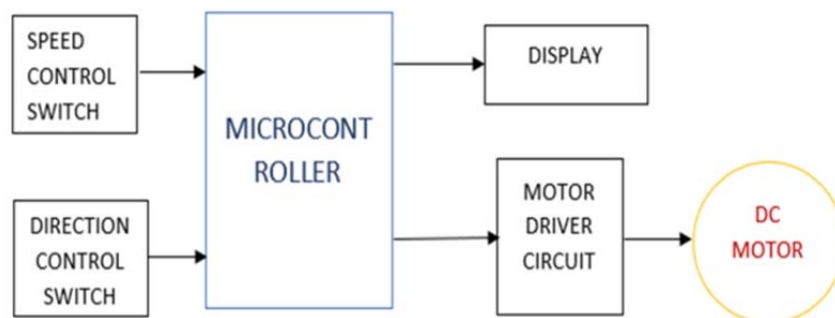 SPEED
CONTROL
SWITCH
MICROCONT
ROLLER
DISPLAY
DIRECTION
CONTROL
SWITCH
MOTOR
DRIVER
CIRCUIT
DC
MOTOR